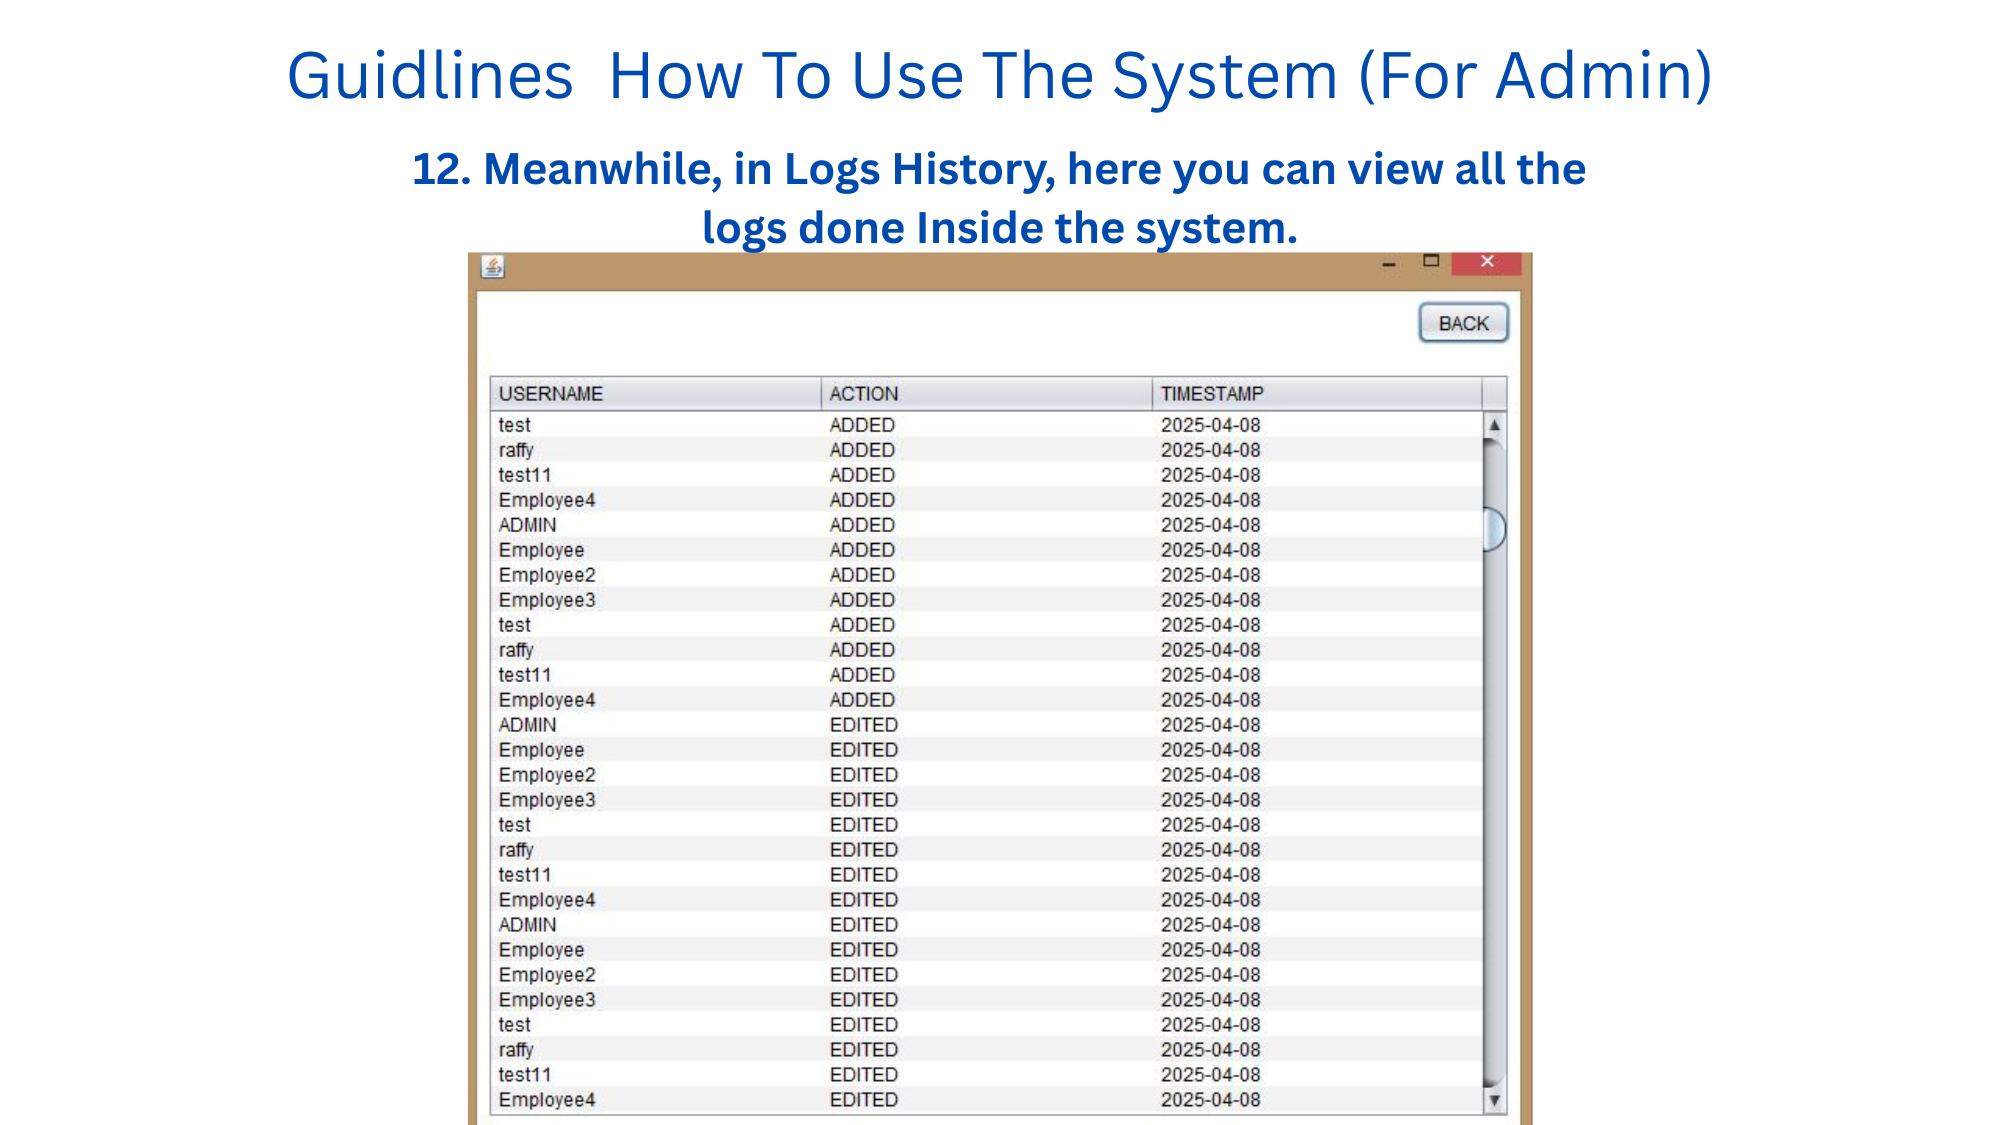 Guidlines  How To Use The System (For Admin)
12. Meanwhile, in Logs History, here you can view all the
logs done Inside the system.
BACK
USERNAME ACTION TIMESTAMP
test ADDED 2025-04-08
raffy ADDED 2025-04-08
test11 ADDED 2025-04-08
Employee4 ADDED 2025-04-08
ADMIN ADDED 2025-04-08
Employee ADDED 2025-04-08
Employee2 ADDED 2025-04-08
Employee3 ADDED 2025-04-08
test ADDED 2025-04-08
raffy ADDED 2025-04-08
test11 ADDED 2025-04-08
Employee4 ADDED 2025-04-08
ADMIN EDITED 2025-04-08
Employee EDITED 2025-04-08
Employee2 EDITED 2025-04-08
Employee3 EDITED 2025-04-08
test EDITED 2025-04-08
raffy EDITED 2025-04-08
test11 EDITED 2025-04-08
Employee4 EDITED 2025-04-08
ADMIN EDITED 2025-04-08
Employee EDITED 2025-04-08
Employee2 EDITED 2025-04-08
Employee3 EDITED 2025-04-08
test EDITED 2025-04-08
raffy EDITED 2025-04-08
test11 EDITED 2025-04-08
Employee4 EDITED 2025-04-08